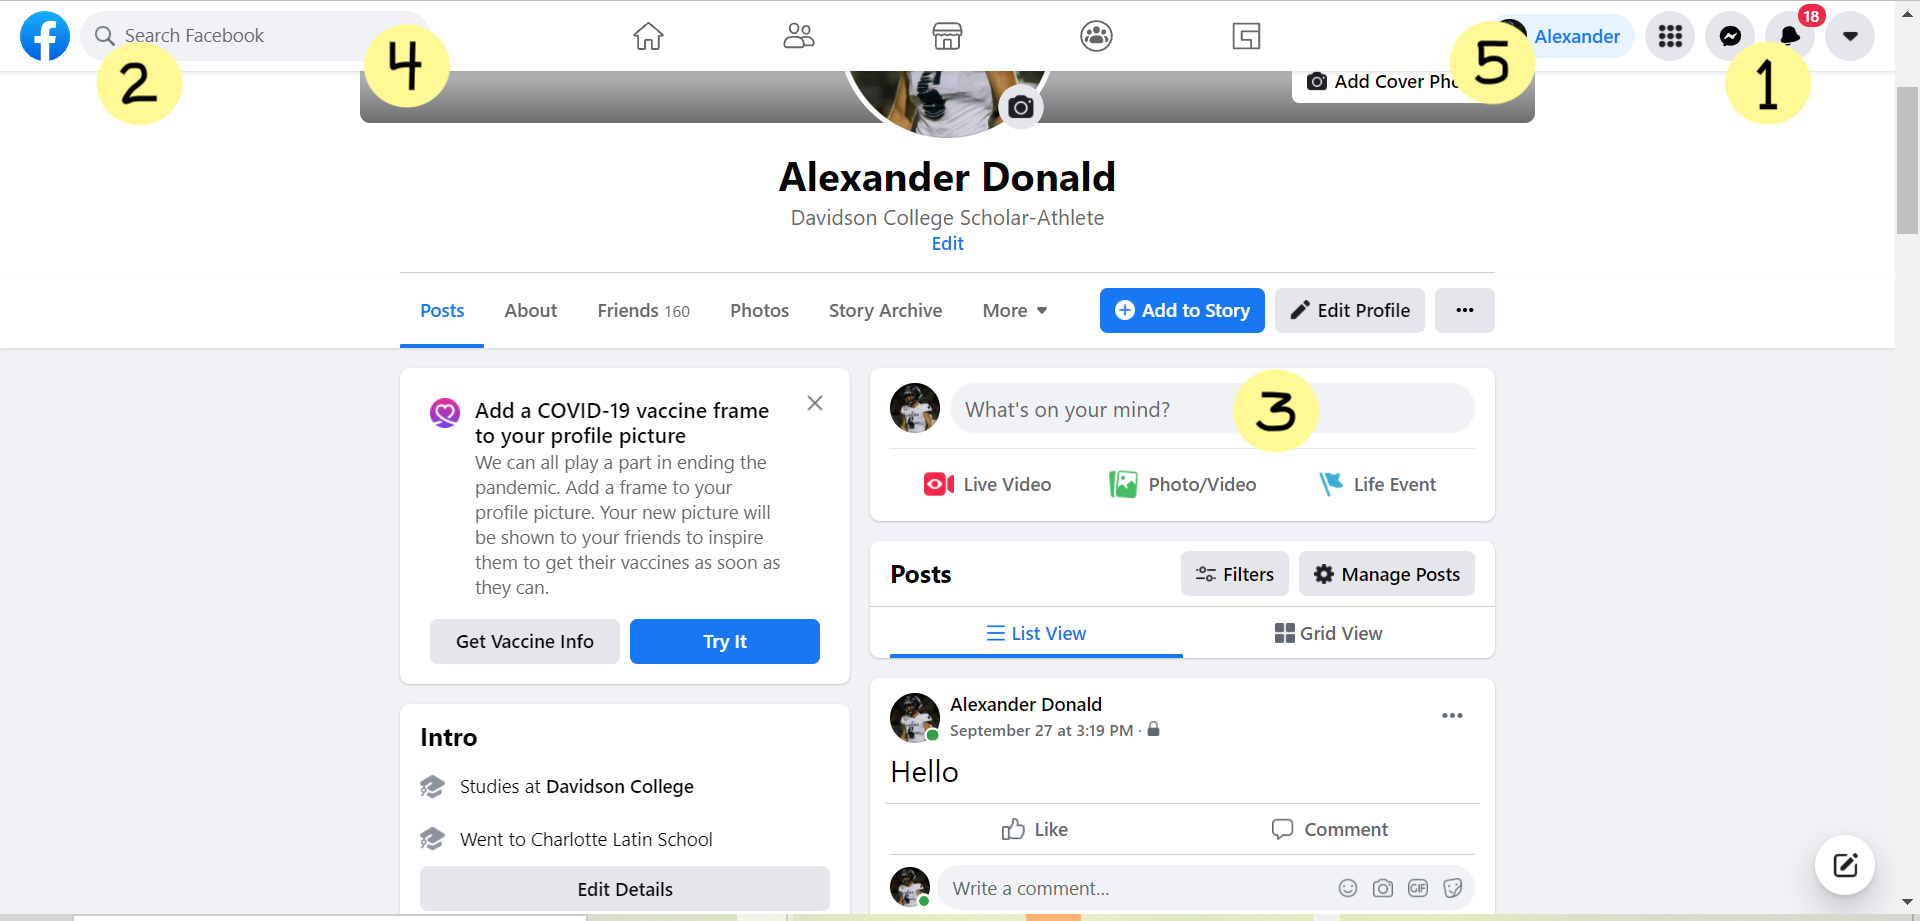 Search Facebook
Alexander
18
2
4
5
1
Add Cover Pho
Alexander Donald
Davidson College Scholar-Athlete
Edit
Posts
About
Friends 160
Photos
Story Archive
More
Add to Story
Edit Profile
Add a COVID-19 vaccine frame
to your profile picture
We can all play a part in ending the
pandemic. Add a frame to your
profile picture. Your new picture will
be shown to your friends to inspire
them to get their vaccines as soon as
they can.
Get Vaccine Info
Try It
Intro
Studies at Davidson College
Went to Charlotte Latin School
Edit Details
What's on your mind?
3
Live Video
Photo/Video
Life Event
Posts
Filters
Manage Posts
List View
Grid View
Alexander Donald
September 27 at 3:19 PM ·
Hello
Like
Comment
Write a comment...
GIF